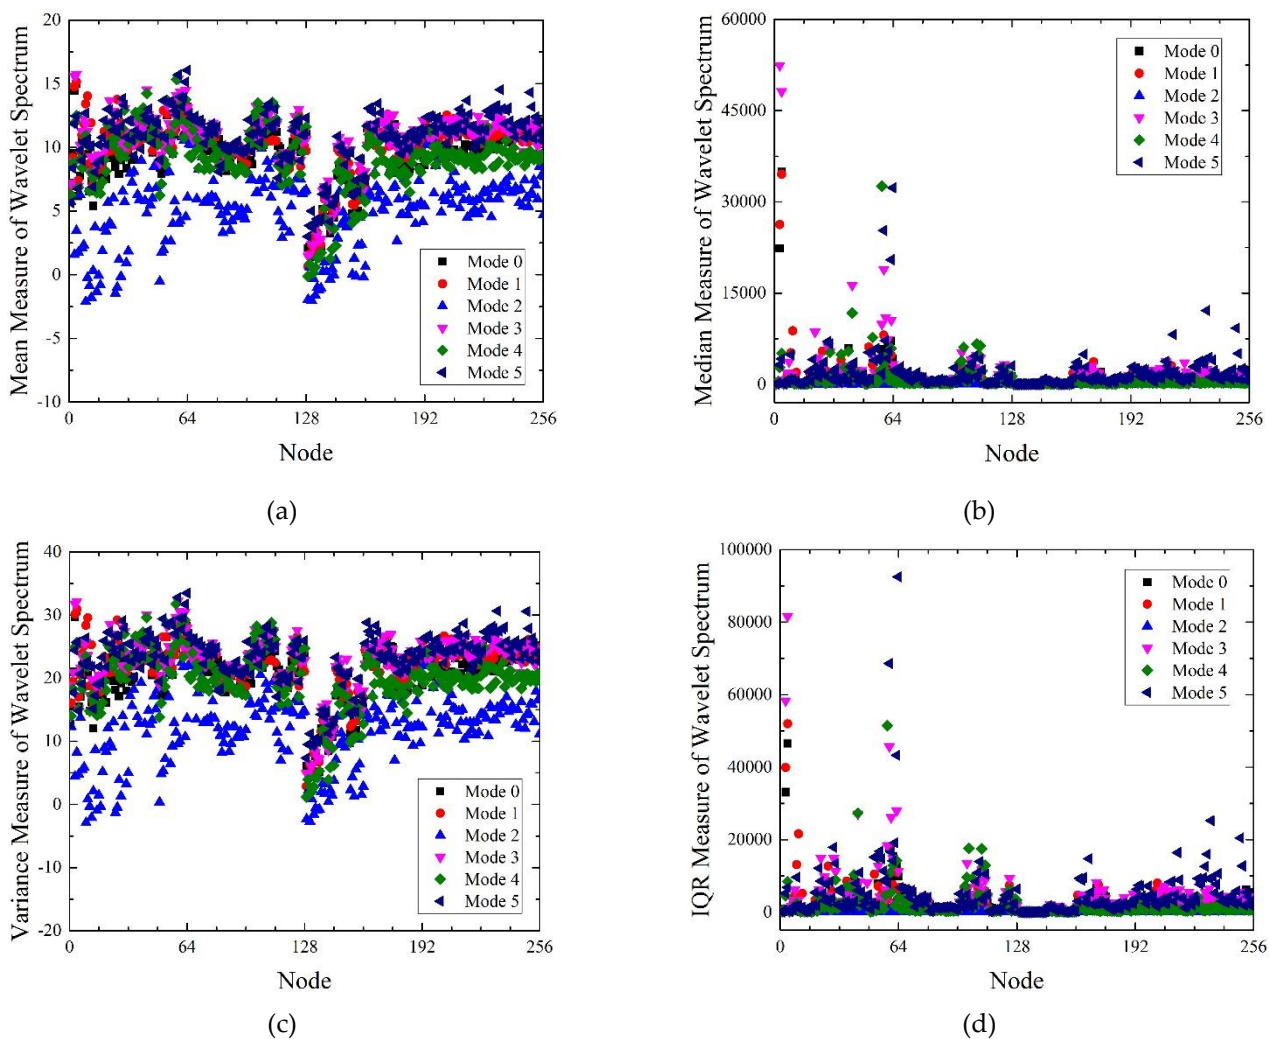 20
15
10
5
0
-5
-10
0
64
128
192
256
Mean Measure of Wavelet Spectrum
Node
Mode 0
Mode 1
Mode 2
Mode 3
Mode 4
Mode 5
(a)
60000
45000
30000
15000
0
0
64
128
192
256
Median Measure of Wavelet Spectrum
Node
Mode 0
Mode 1
Mode 2
Mode 3
Mode 4
Mode 5
(b)
40
30
20
10
0
-10
-20
0
64
128
192
256
Variance Measure of Wavelet Spectrum
Node
Mode 0
Mode 1
Mode 2
Mode 3
Mode 4
Mode 5
(c)
100000
80000
60000
40000
20000
0
0
64
128
192
256
IQR Measure of Wavelet Spectrum
Node
Mode 0
Mode 1
Mode 2
Mode 3
Mode 4
Mode 5
(d)